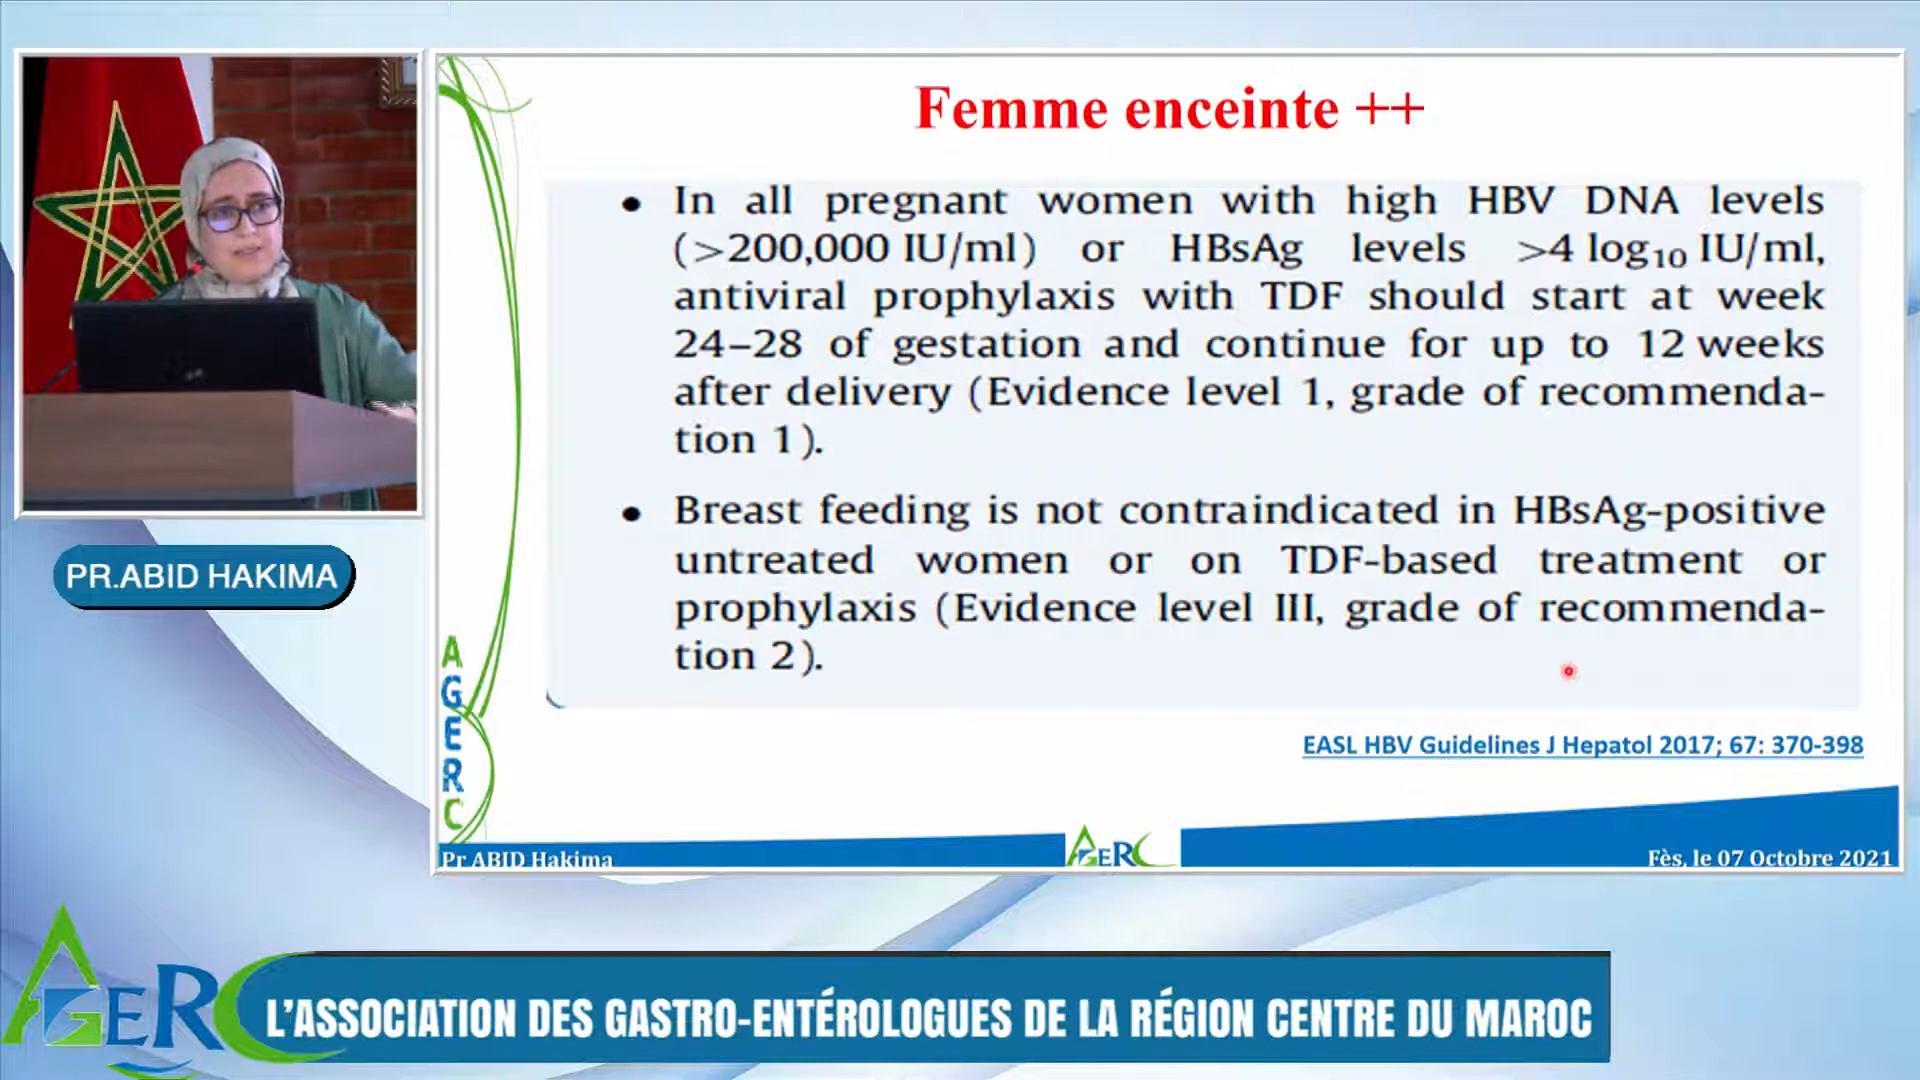 Femme enceinte ++
• In all pregnant women with high HBV DNA levels
(>200,000 IU/ml) or HBsAg levels >4 log10 IU/ml,
antiviral prophylaxis with TDF should start at week
24–28 of gestation and continue for up to 12 weeks
after delivery (Evidence level 1, grade of recommenda-
tion 1).
• Breast feeding is not contraindicated in HBsAg-positive
untreated women or on TDF-based treatment or
prophylaxis (Evidence level III, grade of recommenda-
tion 2).
EASL HBV Guidelines J Hepatol 2017; 67: 370-398
AGERC
Pr ABID Hakima
AGERC
Fès, le 07 Octobre 2021
PR.ABID HAKIMA
AGERC
L'ASSOCIATION DES GASTRO-ENTÉROLOGUES DE LA RÉGION CENTRE DU MAROC